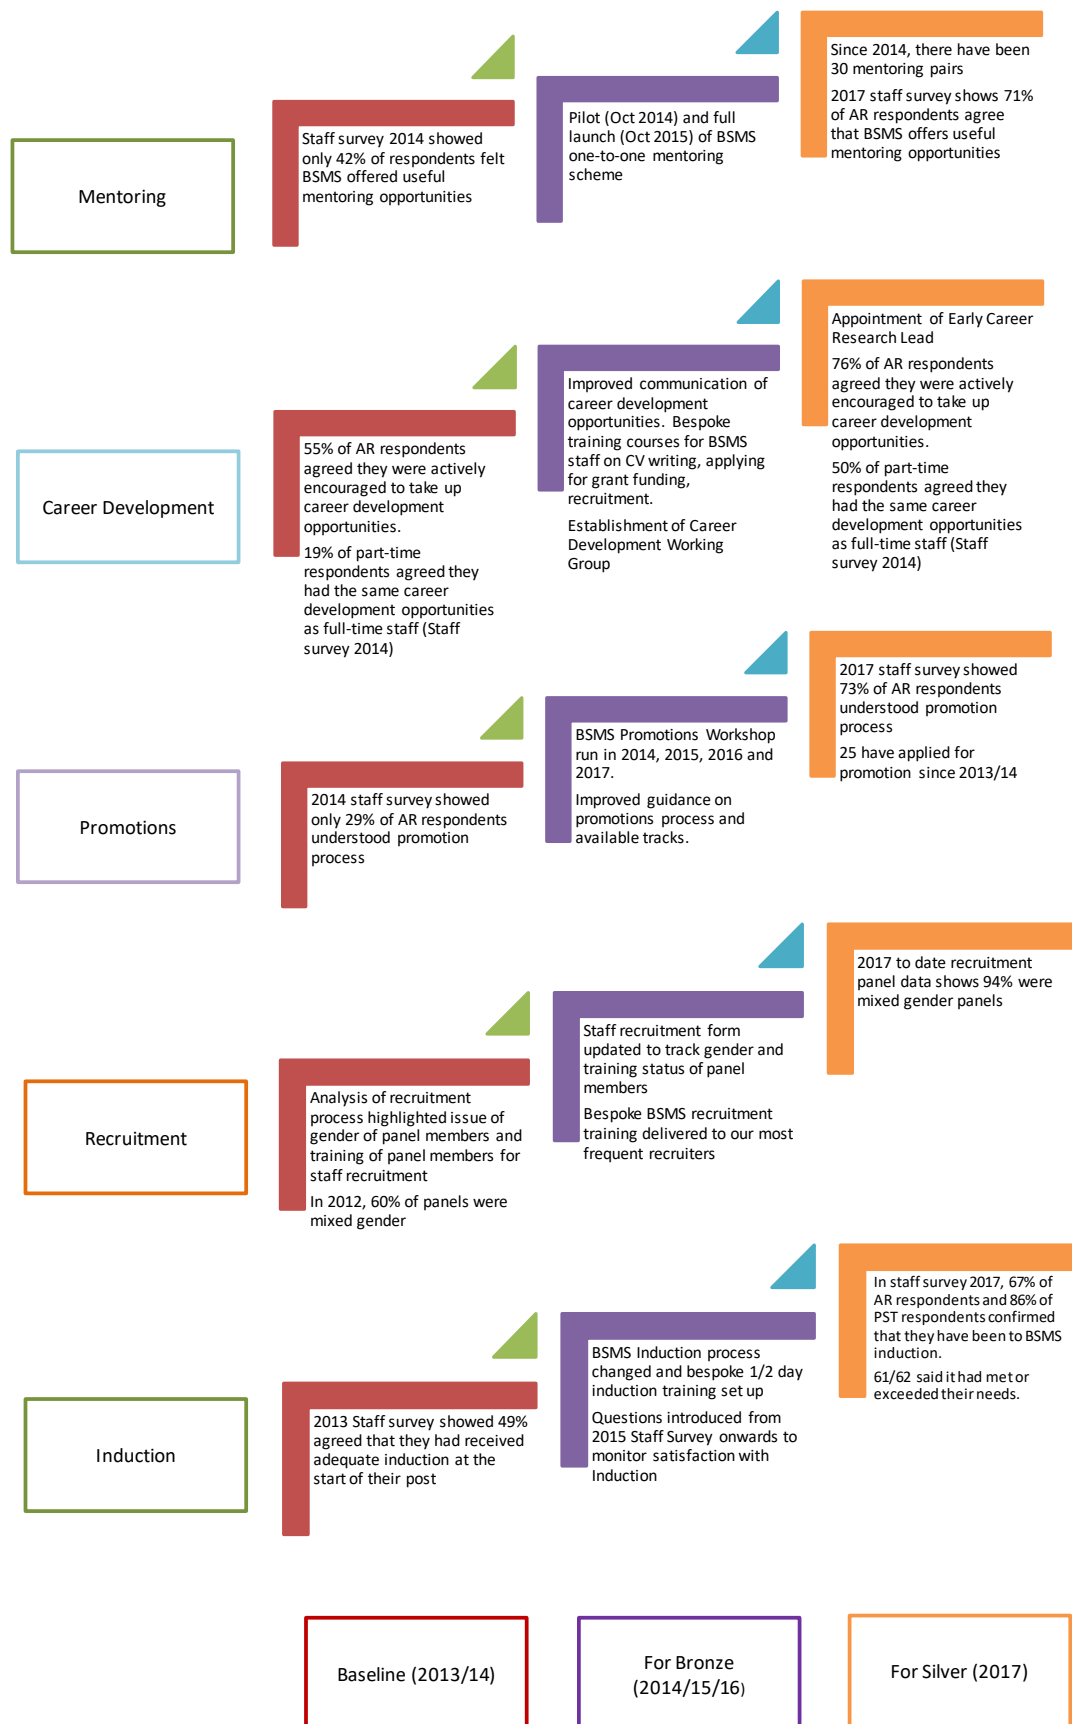 Mentoring
Staff survey 2014 showed
only 42% of respondents felt
BSMS offered useful
mentoring opportunities
Pilot (Oct 2014) and full
launch (Oct 2015) of BSMS
one-to-one mentoring
scheme
Since 2014, there have been
30 mentoring pairs
2017 staff survey shows 71%
of AR respondents agree
that BSMS offers useful
mentoring opportunities
Career Development
55% of AR respondents
agreed they were actively
encouraged to take up
career development
opportunities.
19% of part-time
respondents agreed they
had the same career
development opportunities
as full-time staff (Staff
survey 2014)
Improved communication of
career development
opportunities. Bespoke
training courses for BSMS
staff on CV writing, applying
for grant funding,
recruitment.
Establishment of Career
Development Working
Group
Appointment of Early Career
Research Lead
76% of AR respondents
agreed they were actively
encouraged to take up
career development
opportunities.
50% of part-time
respondents agreed they
had the same career
development opportunities
as full-time staff (Staff
survey 2014)
Promotions
2014 staff survey showed
only 29% of AR respondents
understood promotion
process
BSMS Promotions Workshop
run in 2014, 2015, 2016 and
2017.
Improved guidance on
promotions process and
available tracks.
2017 staff survey showed
73% of AR respondents
understood promotion
process
25 have applied for
promotion since 2013/14
Recruitment
Analysis of recruitment
process highlighted issue of
gender of panel members and
training of panel members for
staff recruitment
In 2012, 60% of panels were
mixed gender
Staff recruitment form
updated to track gender and
training status of panel
members
Bespoke BSMS recruitment
training delivered to our most
frequent recruiters
2017 to date recruitment
panel data shows 94% were
mixed gender panels
Induction
2013 Staff survey showed 49%
agreed that they had received
adequate induction at the
start of their post
BSMS Induction process
changed and bespoke 1/2 day
induction training set up
Questions introduced from
2015 Staff Survey onwards to
monitor satisfaction with
Induction
In staff survey 2017, 67% of
AR respondents and 86% of
PST respondents confirmed
that they have been to BSMS
induction.
61/62 said it had met or
exceeded their needs.
Baseline (2013/14)
For Bronze
(2014/15/16)
For Silver (2017)